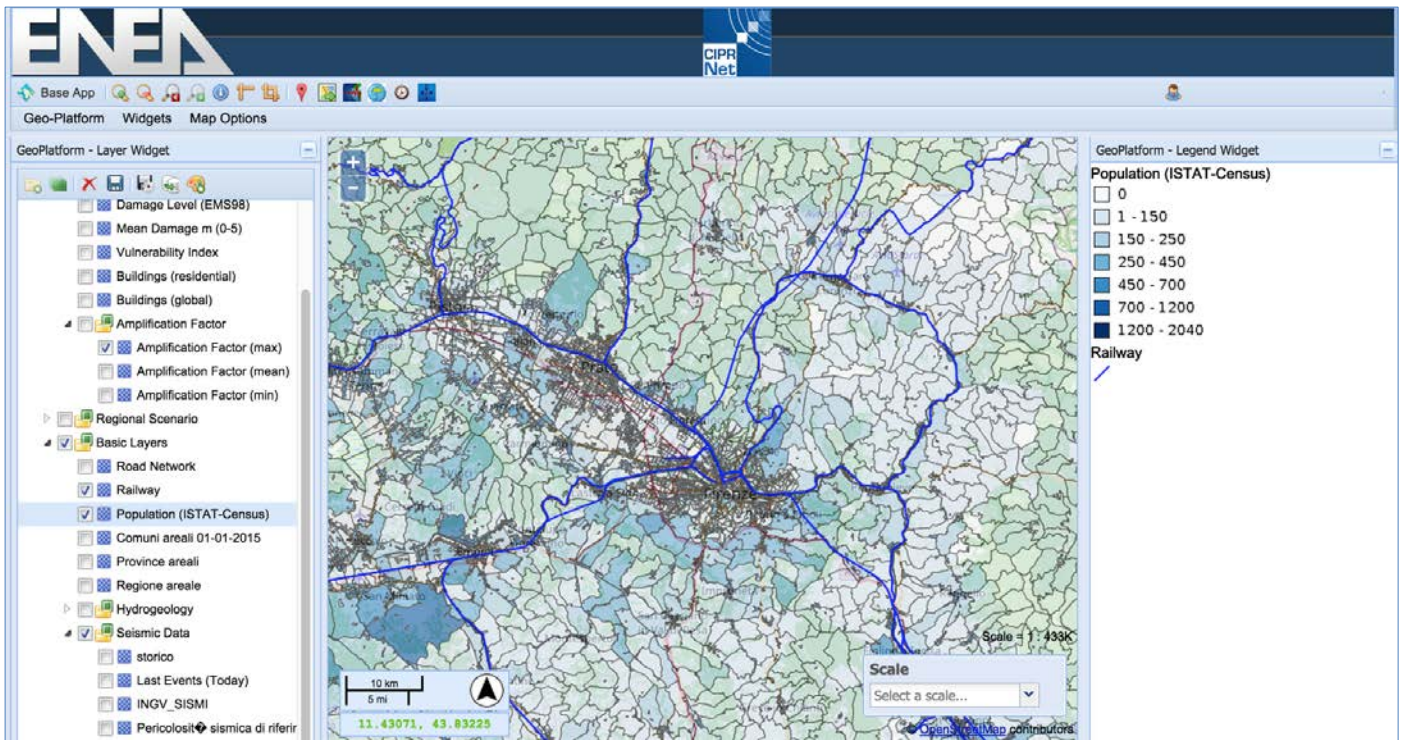 ENEA
CIPR
Net
Base App
Geo-Platform Widgets Map Options
GeoPlatform - Layer Widget
Damage Level (EMS98)
Mean Damage m (0-5)
Vulnerability Index
Buildings (residential)
Buildings (global)
Amplification Factor
Amplification Factor (max)
Amplification Factor (mean)
Amplification Factor (min)
Regional Scenario
Basic Layers
Road Network
Railway
Population (ISTAT-Census)
Comuni areali 01-01-2015
Province areali
Regione areale
Hydrogeology
Seismic Data
storico
Last Events (Today)
INGV_SISMI
Pericolosit� sismica di riferir
+
−
Prato
Firenze
Empoli
Impruneta
10 km
5 mi
11.43071, 43.83225
Scale = 1 : 433K
Scale
Select a scale...
© OpenStreetMap contributors
GeoPlatform - Legend Widget
Population (ISTAT-Census)
0
1 - 150
150 - 250
250 - 450
450 - 700
700 - 1200
1200 - 2040
Railway